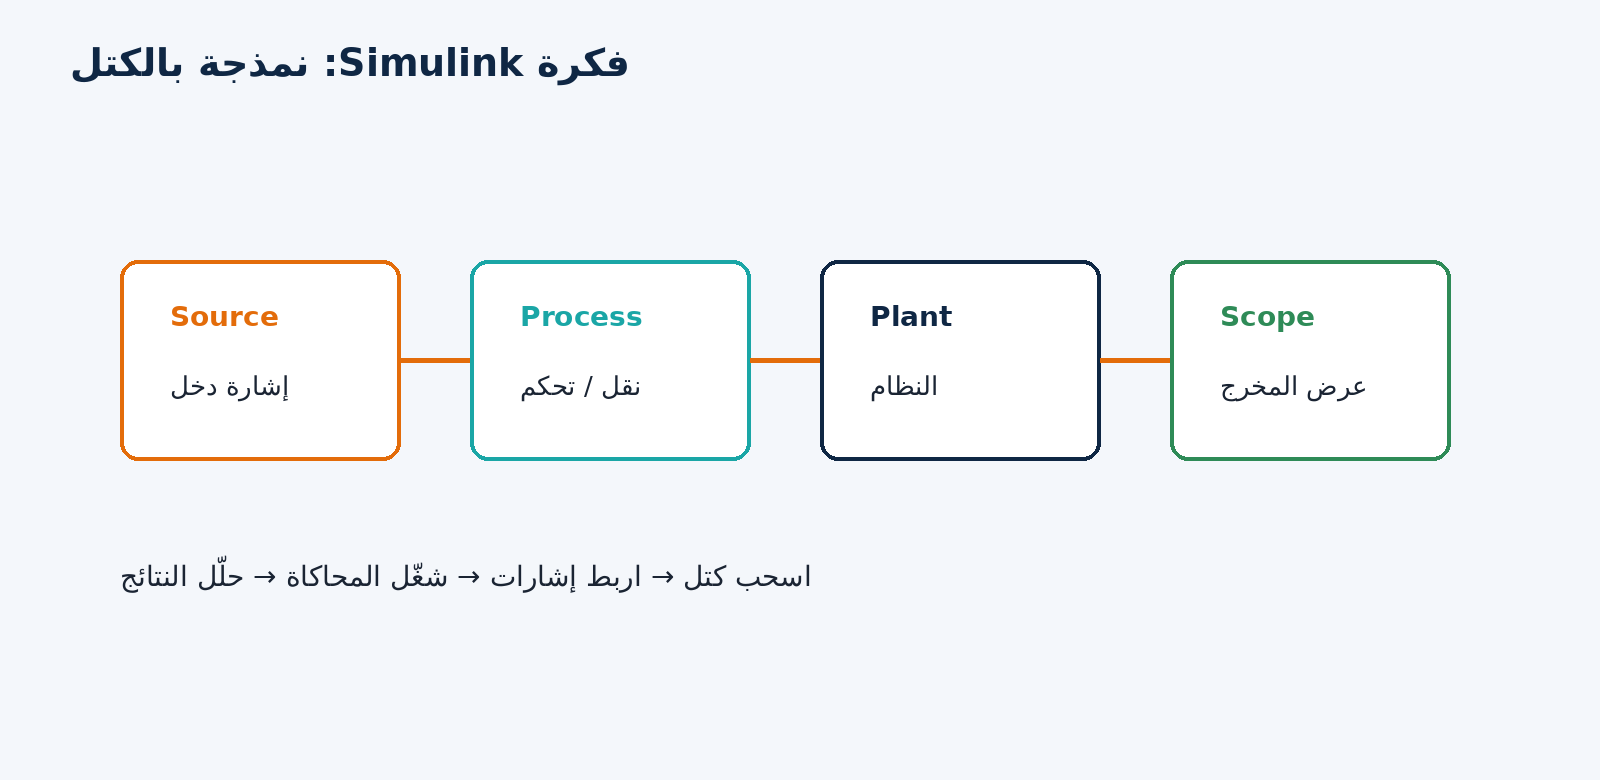 فكرة Simulink: نمذجة بالكتل
Source
إشارة دخل
Process
نقل / تحكم
Plant
النظام
Scope
عرض المخرج
اسحب كتل → اربط إشارات → شغّل المحاكاة → حلّل النتائج